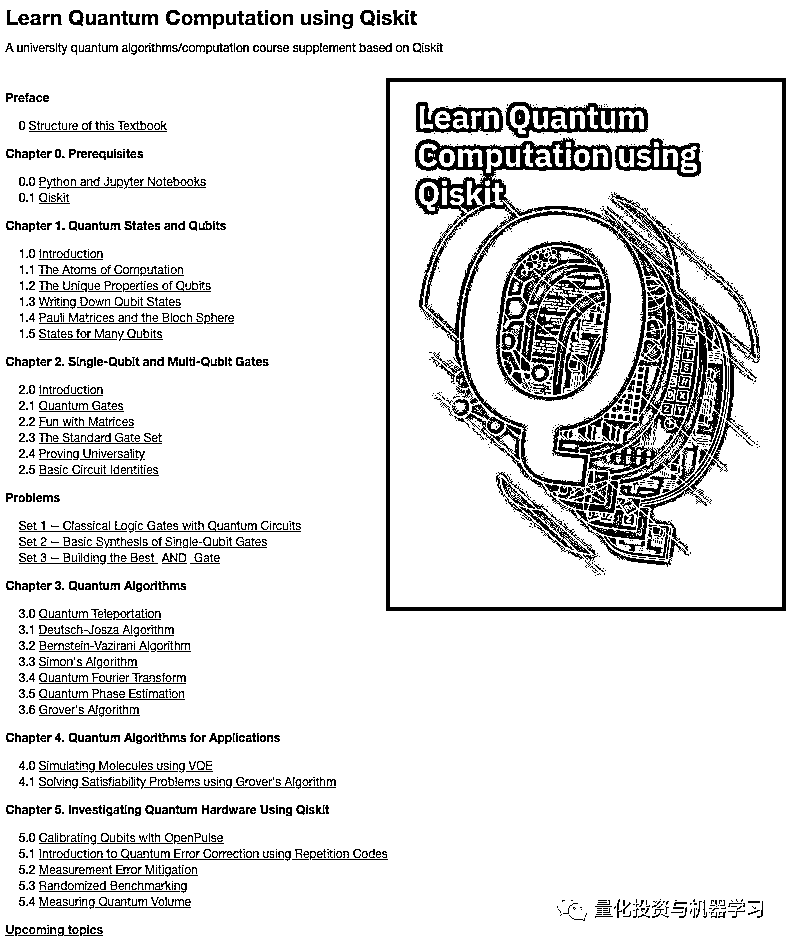 Learn Quantum Computation using Qiskit
A university quantum algorithms/computation course supplement based on Qiskit
Preface
0 Structure of this Textbook
Chapter 0. Prerequisites
0.0 Python and Jupyter Notebooks
0.1 Qiskit
Chapter 1. Quantum States and Qubits
1.0 Introduction
1.1 The Atoms of Computation
1.2 The Unique Properties of Qubits
1.3 Writing Down Qubit States
1.4 Pauli Matrices and the Bloch Sphere
1.5 States for Many Qubits
Chapter 2. Single-Qubit and Multi-Qubit Gates
2.0 Introduction
2.1 Quantum Gates
2.2 Fun with Matrices
2.3 The Standard Gate Set
2.4 Proving Universality
2.5 Basic Circuit Identities
Problems
Set 1 – Classical Logic Gates with Quantum Circuits
Set 2 – Basic Synthesis of Single-Qubit Gates
Set 3 – Building the Best AND Gate
Chapter 3. Quantum Algorithms
3.0 Quantum Teleportation
3.1 Deutsch-Josza Algorithm
3.2 Bernstein-Vazirani Algorithm
3.3 Simon's Algorithm
3.4 Quantum Fourier Transform
3.5 Quantum Phase Estimation
3.6 Grover's Algorithm
Chapter 4. Quantum Algorithms for Applications
4.0 Simulating Molecules using VQE
4.1 Solving Satisfiability Problems using Grover's Algorithm
Chapter 5. Investigating Quantum Hardware Using Qiskit
5.0 Calibrating Qubits with OpenPulse
5.1 Introduction to Quantum Error Correction using Repetition Codes
5.2 Measurement Error Mitigation
5.3 Randomized Benchmarking
5.4 Measuring Quantum Volume
Upcoming topics
Learn Quantum
Computation using
Qiskit
量化投资与机器学习